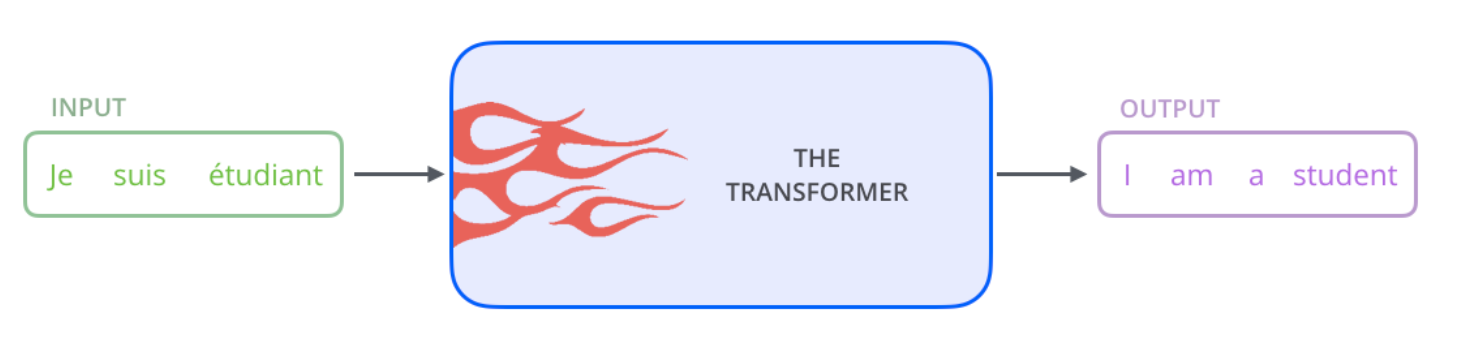 INPUT
Je suis étudiant
THE
TRANSFORMER
OUTPUT
I am a student